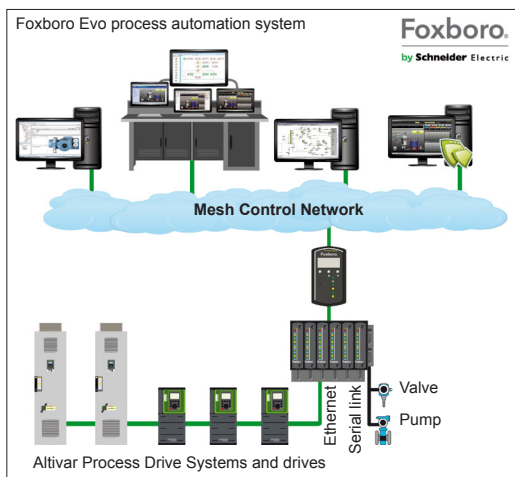 Foxboro Evo process automation system
Foxboro®
by Schneider Electric
Mesh Control Network
Foxboro
Ethernet
Serial link
Valve
Pump
Altivar Process Drive Systems and drives